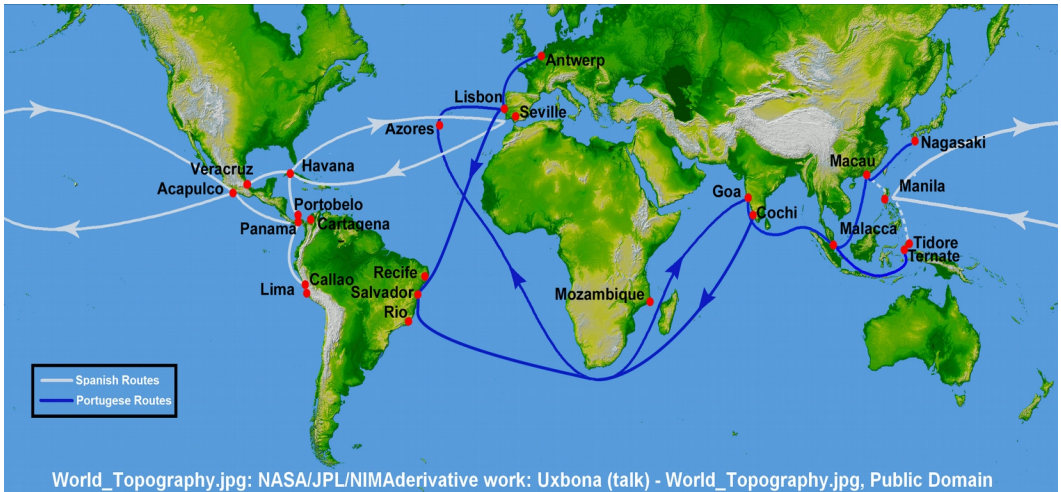 Antwerp
Lisbon
Seville
Azores
Nagasaki
Macau
Havana
Veracruz
Acapulco
Goa
Manila
Cochi
Portobelo
Cartagena
Panama
Malacca
Tidore
Ternate
Recife
Callao
Lima
Salvador
Mozambique
Rio
Spanish Routes
Portugese Routes
World_Topography.jpg: NASA/JPL/NIMAderivative work: Uxbona (talk) - World_Topography.jpg, Public Domain